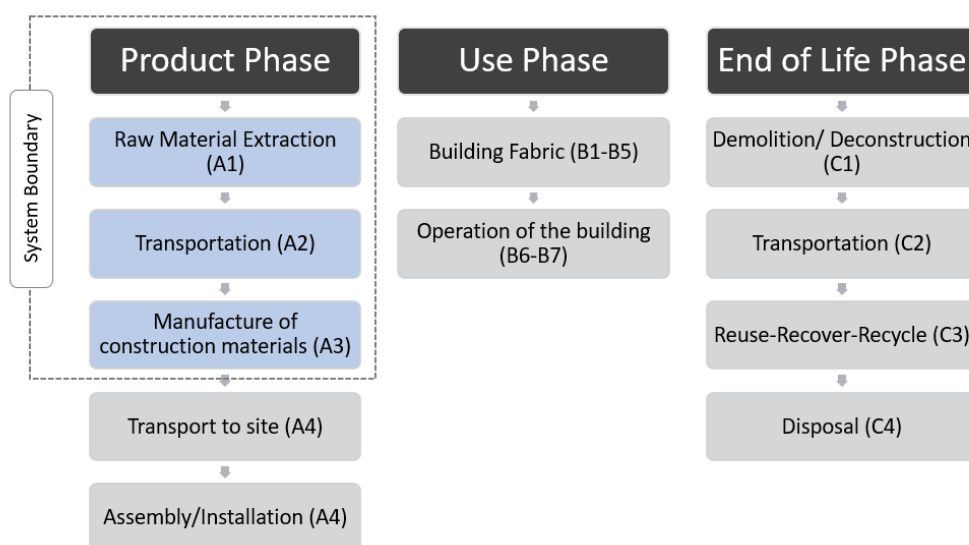 System Boundary
Product Phase
Raw Material Extraction
(A1)
Transportation (A2)
Manufacture of
construction materials (A3)
Transport to site (A4)
Assembly/Installation (A4)
Use Phase
Building Fabric (B1-B5)
Operation of the building
(B6-B7)
End of Life Phase
Demolition/ Deconstruction
(C1)
Transportation (C2)
Reuse-Recover-Recycle (C3)
Disposal (C4)